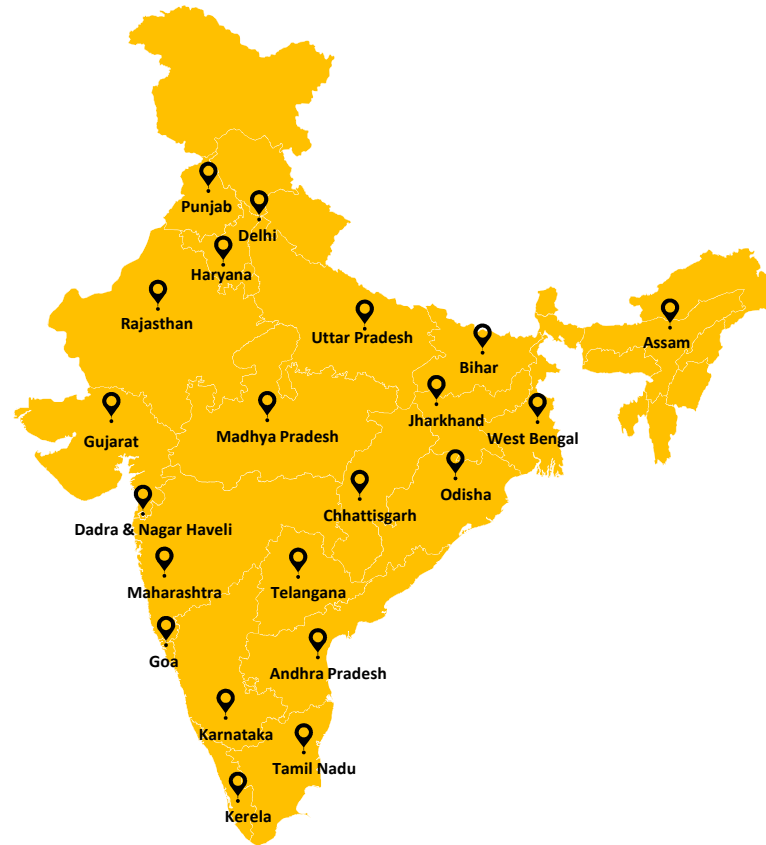 Punjab
Delhi
Haryana
Rajasthan
Uttar Pradesh
Assam
Bihar
Jharkhand
Gujarat
Madhya Pradesh
West Bengal
Odisha
Chhattisgarh
Dadra & Nagar Haveli
Maharashtra
Telangana
Goa
Andhra Pradesh
Karnataka
Tamil Nadu
Kerela